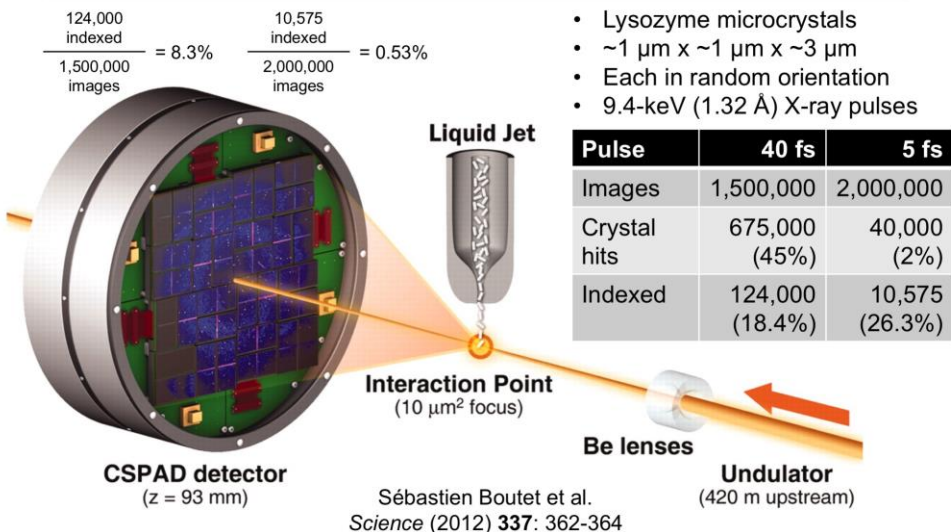 124,000
indexed
1,500,000
images
= 8.3%
10,575
indexed
2,000,000
images
= 0.53%
• Lysozyme microcrystals
• ~1 μm x ~1 μm x ~3 μm
• Each in random orientation
• 9.4-keV (1.32 Å) X-ray pulses
Liquid Jet
Pulse 40 fs 5 fs
Images 1,500,000 2,000,000
Crystal 675,000 40,000
hits (45%) (2%)
Indexed 124,000 10,575
(18.4%) (26.3%)
Interaction Point
(10 μm² focus)
Be lenses
CSPAD detector
(z = 93 mm)
Undulator
(420 m upstream)
Sébastien Boutet et al.
Science (2012) 337: 362-364